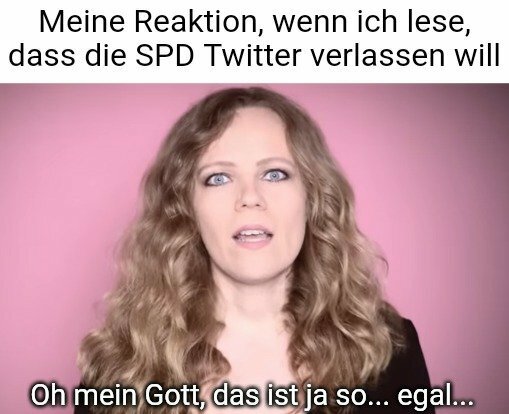 Meine Reaktion, wenn ich lese,
dass die SPD Twitter verlassen will
Oh mein Gott, das ist ja so... egal...